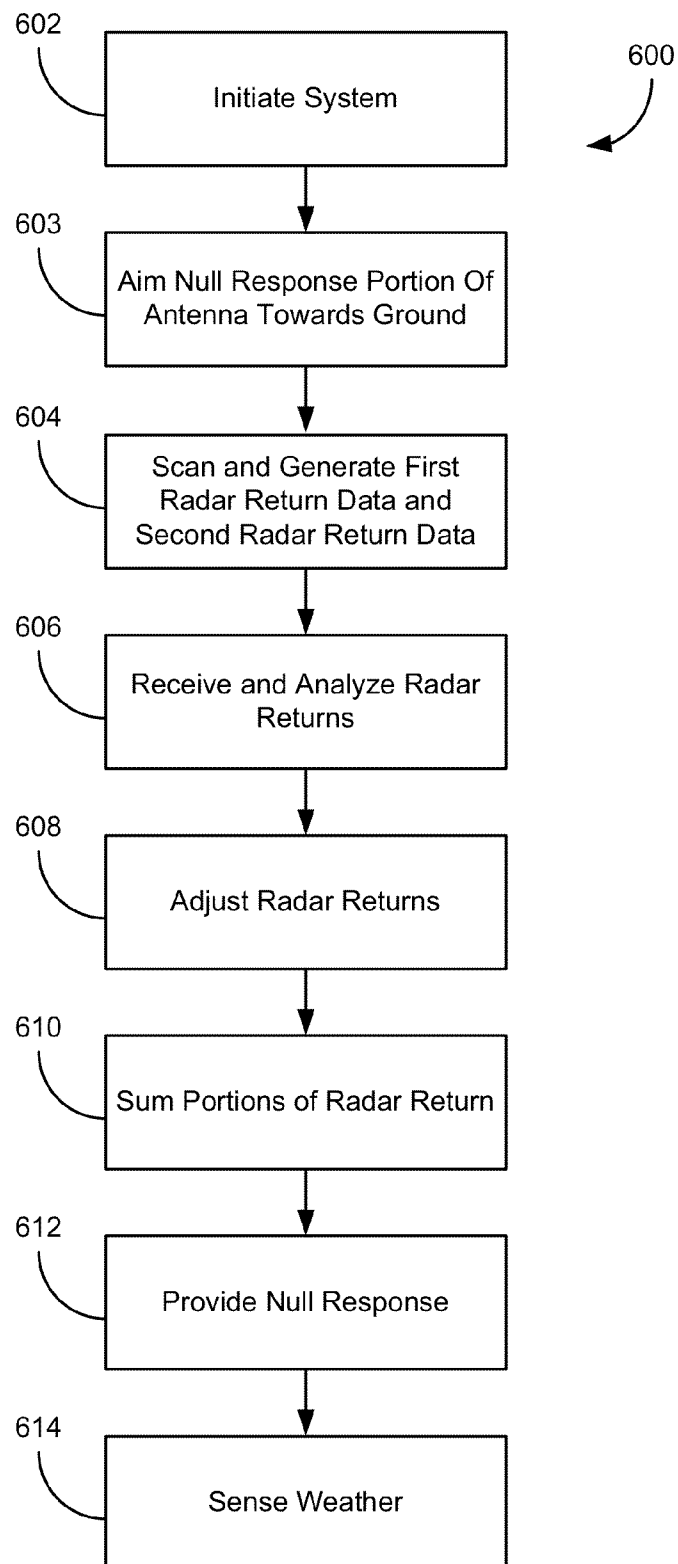 602
Initiate System
600
603
Aim Null Response Portion Of
Antenna Towards Ground
604
Scan and Generate First
Radar Return Data and
Second Radar Return Data
606
Receive and Analyze Radar
Returns
608
Adjust Radar Returns
610
Sum Portions of Radar Return
612
Provide Null Response
614
Sense Weather